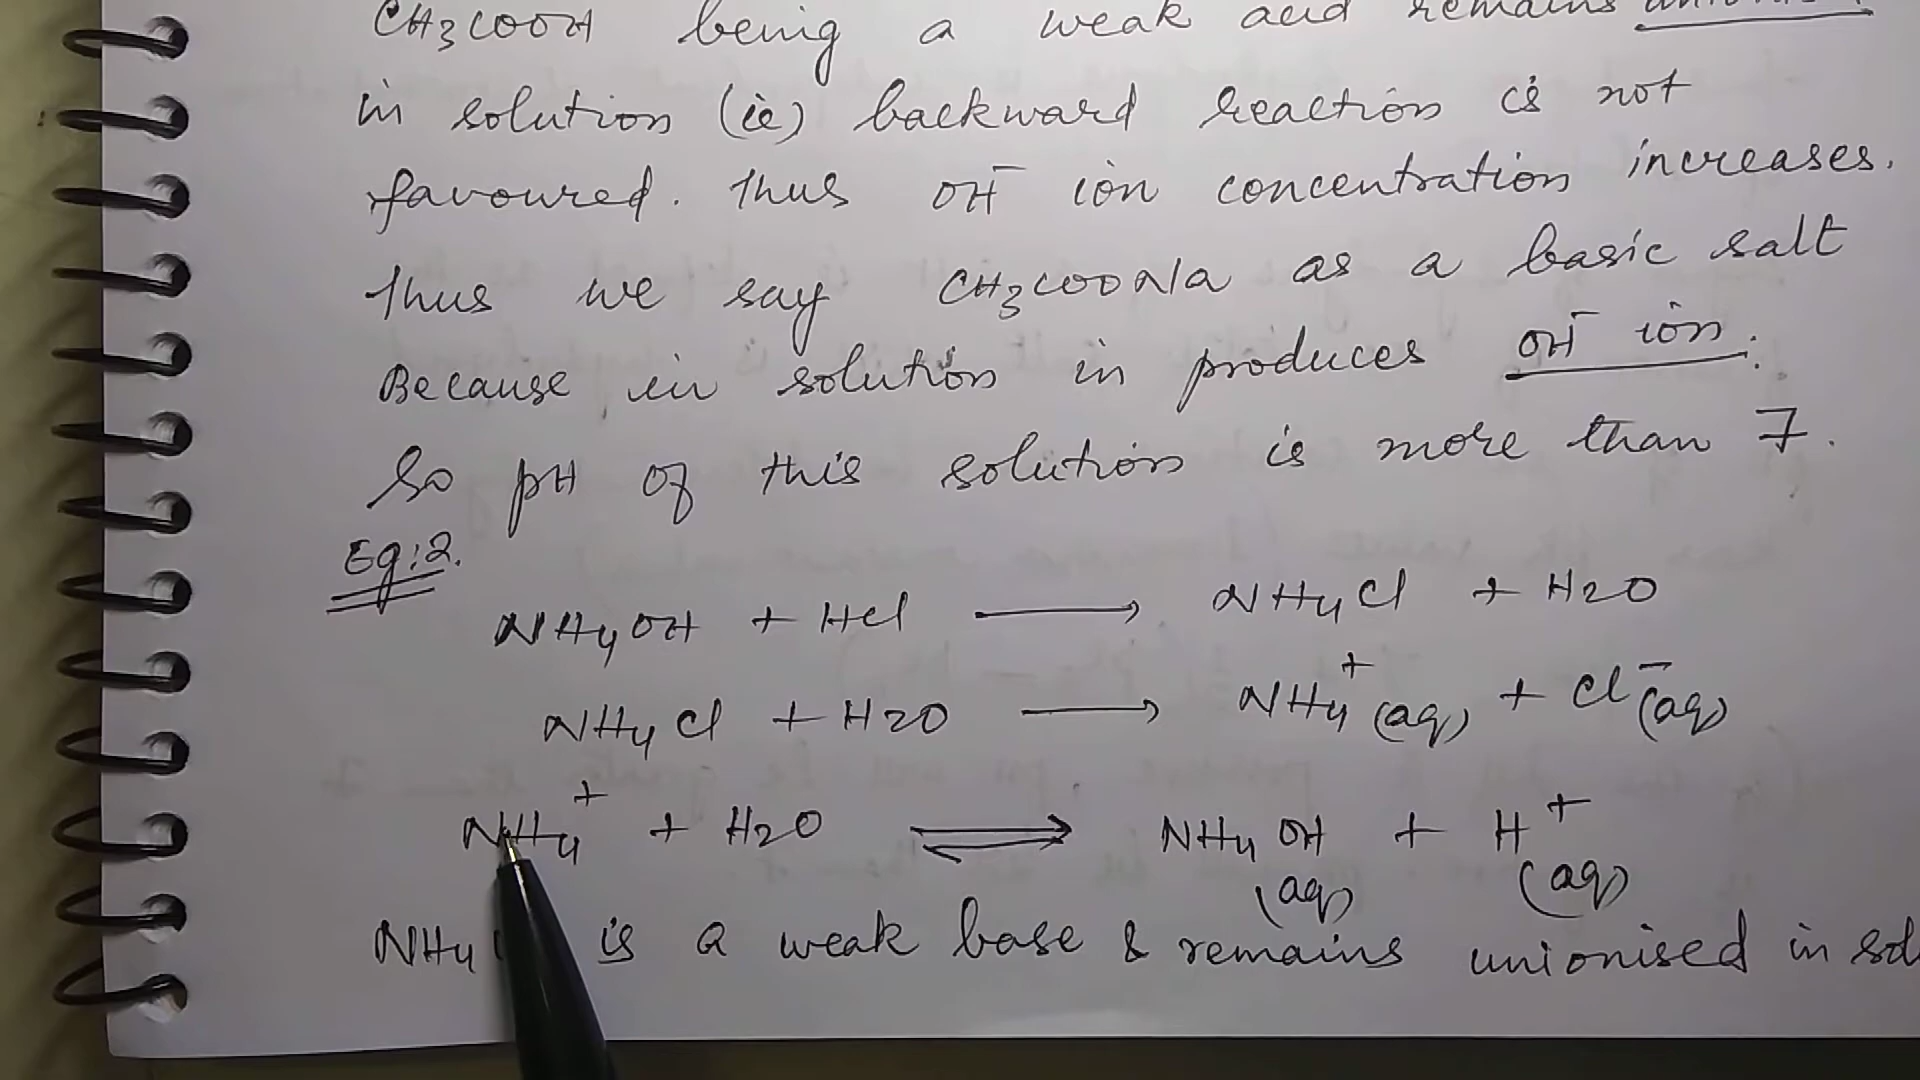 CH3COOH being a weak acid remains
in solution (ie) backward reaction is not
favoured. Thus OH⁻ ion concentration increases.
Thus we say CH3COONa as a basic salt
Because in solution in produces OH⁻ ion.
So pH of this solution is more than 7.
Eg:2.
NH4OH + HCl ⟶ NH4Cl + H2O
NH4Cl + H2O ⟶ NH4⁺(aq) + Cl⁻(aq)
NH4⁺ + H2O ⇌ NH4OH (aq) + H⁺ (aq)
NH4 is a weak base & remains unionised in sol